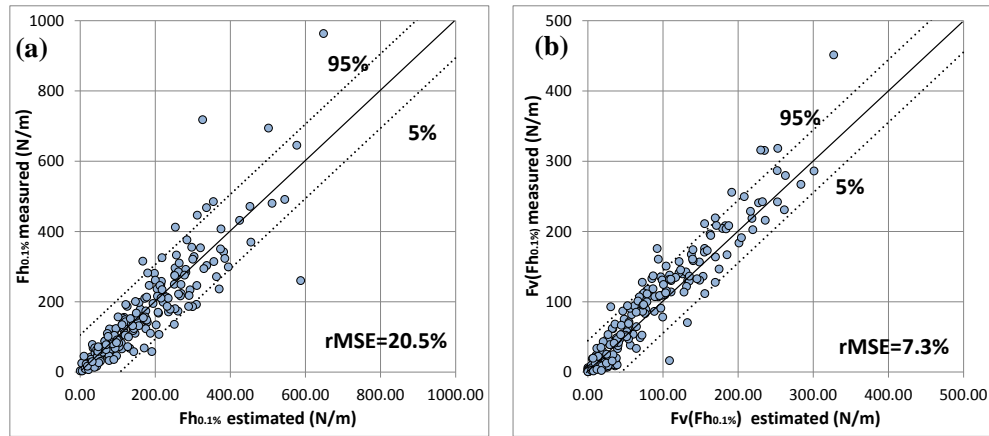 (a)
1000
800
600
400
200
0
0.00 200.00 400.00 600.00 800.00 1000.00
Fh0.1% measured (N/m)
Fh0.1% estimated (N/m)
95%
5%
rMSE=20.5%
(b)
500
400
300
200
100
0
0.00 100.00 200.00 300.00 400.00 500.00
Fv(Fh0.1%) measured (N/m)
Fv(Fh0.1%) estimated (N/m)
95%
5%
rMSE=7.3%